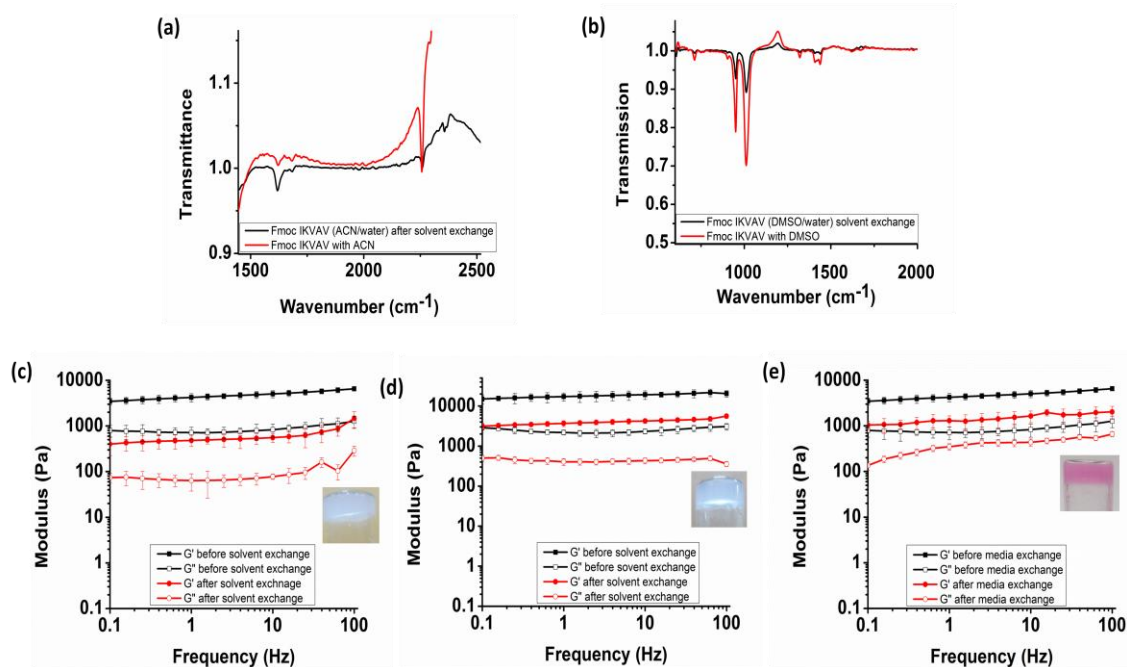 (a)
Transmittance
1.1
1.0
0.9
Fmoc IKVAV (ACN/water) after solvent exchange
Fmoc IKVAV with ACN
1500 2000 2500
Wavenumber (cm-1)
(b)
Transmission
1.0
0.9
0.8
0.7
0.6
0.5
Fmoc IKVAV (DMSO/water) solvent exchange
Fmoc IKVAV with DMSO
1000 1500 2000
Wavenumber (cm-1)
(c)
Modulus (Pa)
10000
1000
100
10
1
0.1
G' before solvent exchange
G" before solvent exchange
G' after solvent exchnage
G" after solvent exchange
0.1 1 10 100
Frequency (Hz)
(d)
Modulus (Pa)
10000
1000
100
10
1
0.1
G' before solvent exchange
G" before sovent exchange
G' after solvent exchange
G" after solvent exchange
0.1 1 10 100
Frequency (Hz)
(e)
Modulus (Pa)
10000
1000
100
10
1
0.1
G' before media exchange
G" before media exchange
G' after media exchange
G" after media exchange
0.1 1 10 100
Frequency (Hz)